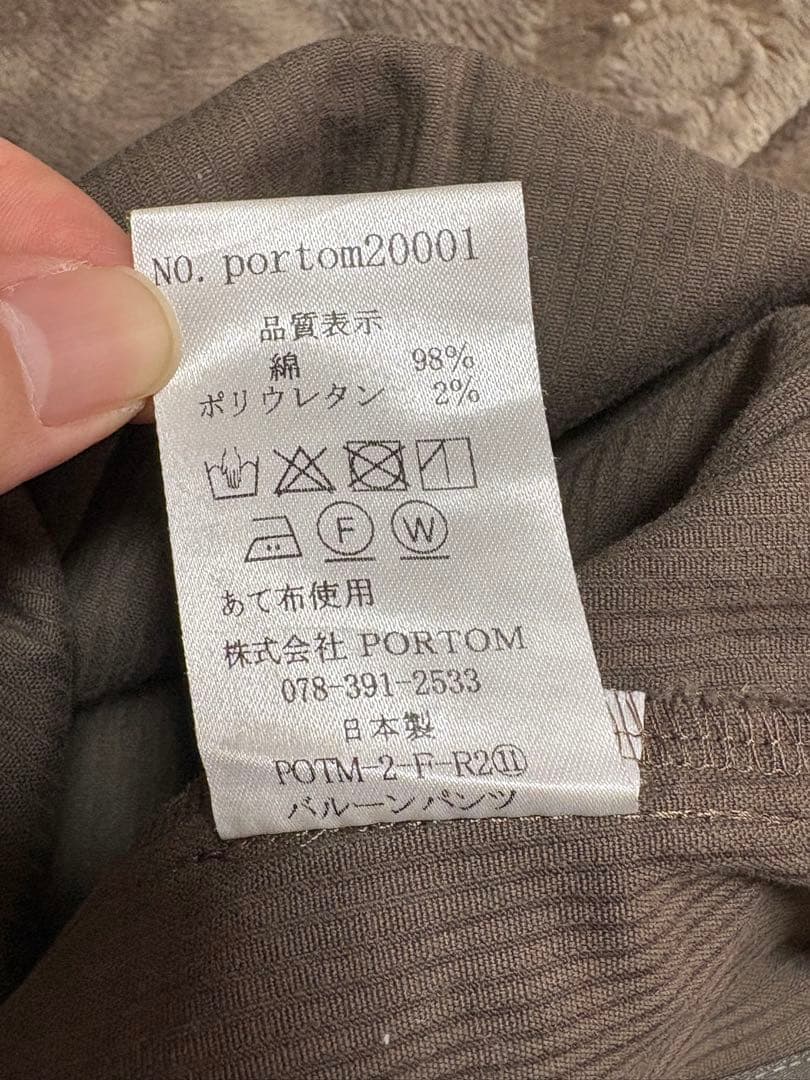 NO. portom20001
品質表示
綿 98%
ポリウレタン 2%
F W
あて布使用
株式会社 PORTOM
078-391-2533
日本製
POTM-2-F-R2⑪
バルーンパンツ